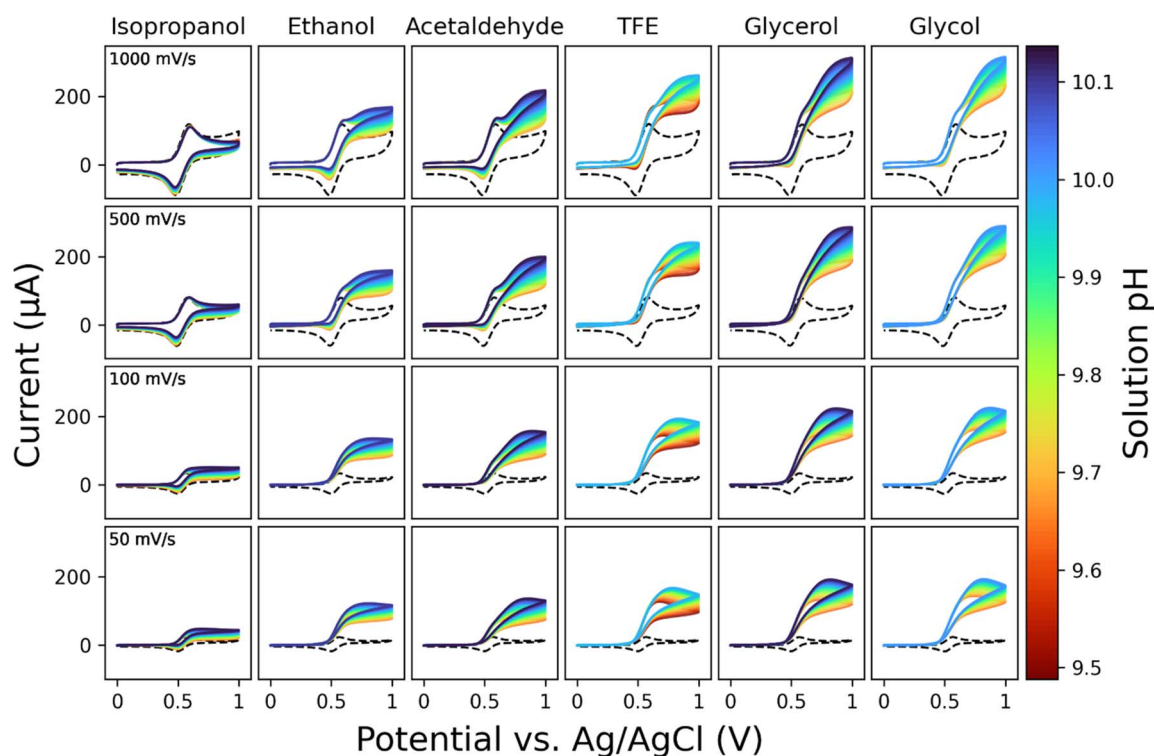 Isopropanol Ethanol Acetaldehyde TFE Glycerol Glycol
1000 mV/s
200
0
500 mV/s
200
0
100 mV/s
200
0
50 mV/s
200
0
Current (µA)
0 0.5 1 0 0.5 1 0 0.5 1 0 0.5 1 0 0.5 1 0 0.5 1
Potential vs. Ag/AgCl (V)
10.1
10.0
9.9
9.8
9.7
9.6
9.5
Solution pH